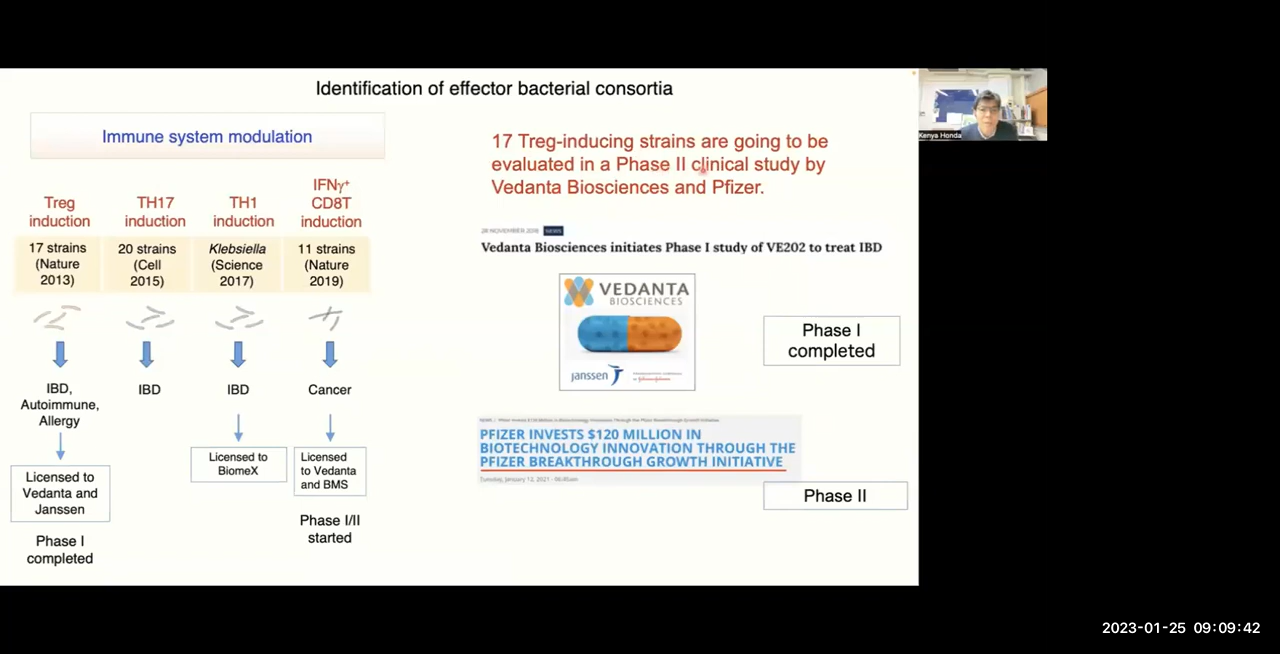 Identification of effector bacterial consortia
Immune system modulation
Treg
induction
17 strains
(Nature
2013)
IBD,
Autoimmune,
Allergy
Licensed to
Vedanta and
Janssen
Phase I
completed
TH17
induction
20 strains
(Cell
2015)
IBD
TH1
induction
Klebsiella
(Science
2017)
IBD
Licensed to
BiomeX
IFNγ+
CD8T
induction
11 strains
(Nature
2019)
Cancer
Licensed
to Vedanta
and BMS
Phase I/II
started
17 Treg-inducing strains are going to be
evaluated in a Phase II clinical study by
Vedanta Biosciences and Pfizer.
28 NOVEMBER 2018 NEWS
Vedanta Biosciences initiates Phase I study of VE202 to treat IBD
VEDANTA
BIOSCIENCES
janssen
Phase I
completed
PFIZER INVESTS $120 MILLION IN
BIOTECHNOLOGY INNOVATION THROUGH THE
PFIZER BREAKTHROUGH GROWTH INITIATIVE
Tuesday, January 12, 2021 - 06:45am
Phase II
Kenya Honda
2023-01-25 09:09:42